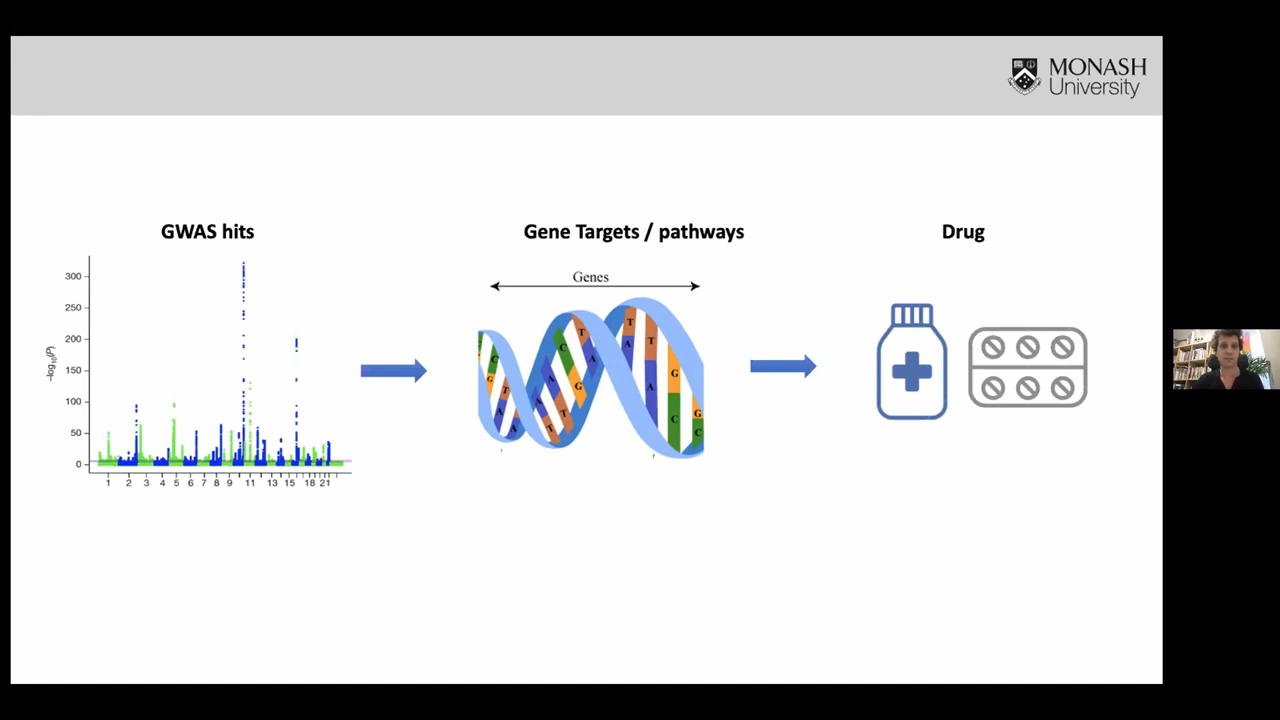 MONASH
University
GWAS hits
Gene Targets / pathways
Drug
300
250
200
150
100
50
0
-log10(P)
1 2 3 4 5 6 7 8 9 11 13 15 18 21
Genes
C
G
T
A
A
A
A
T
T
C
G
T
A
T
A
T
A
G
C
G
C